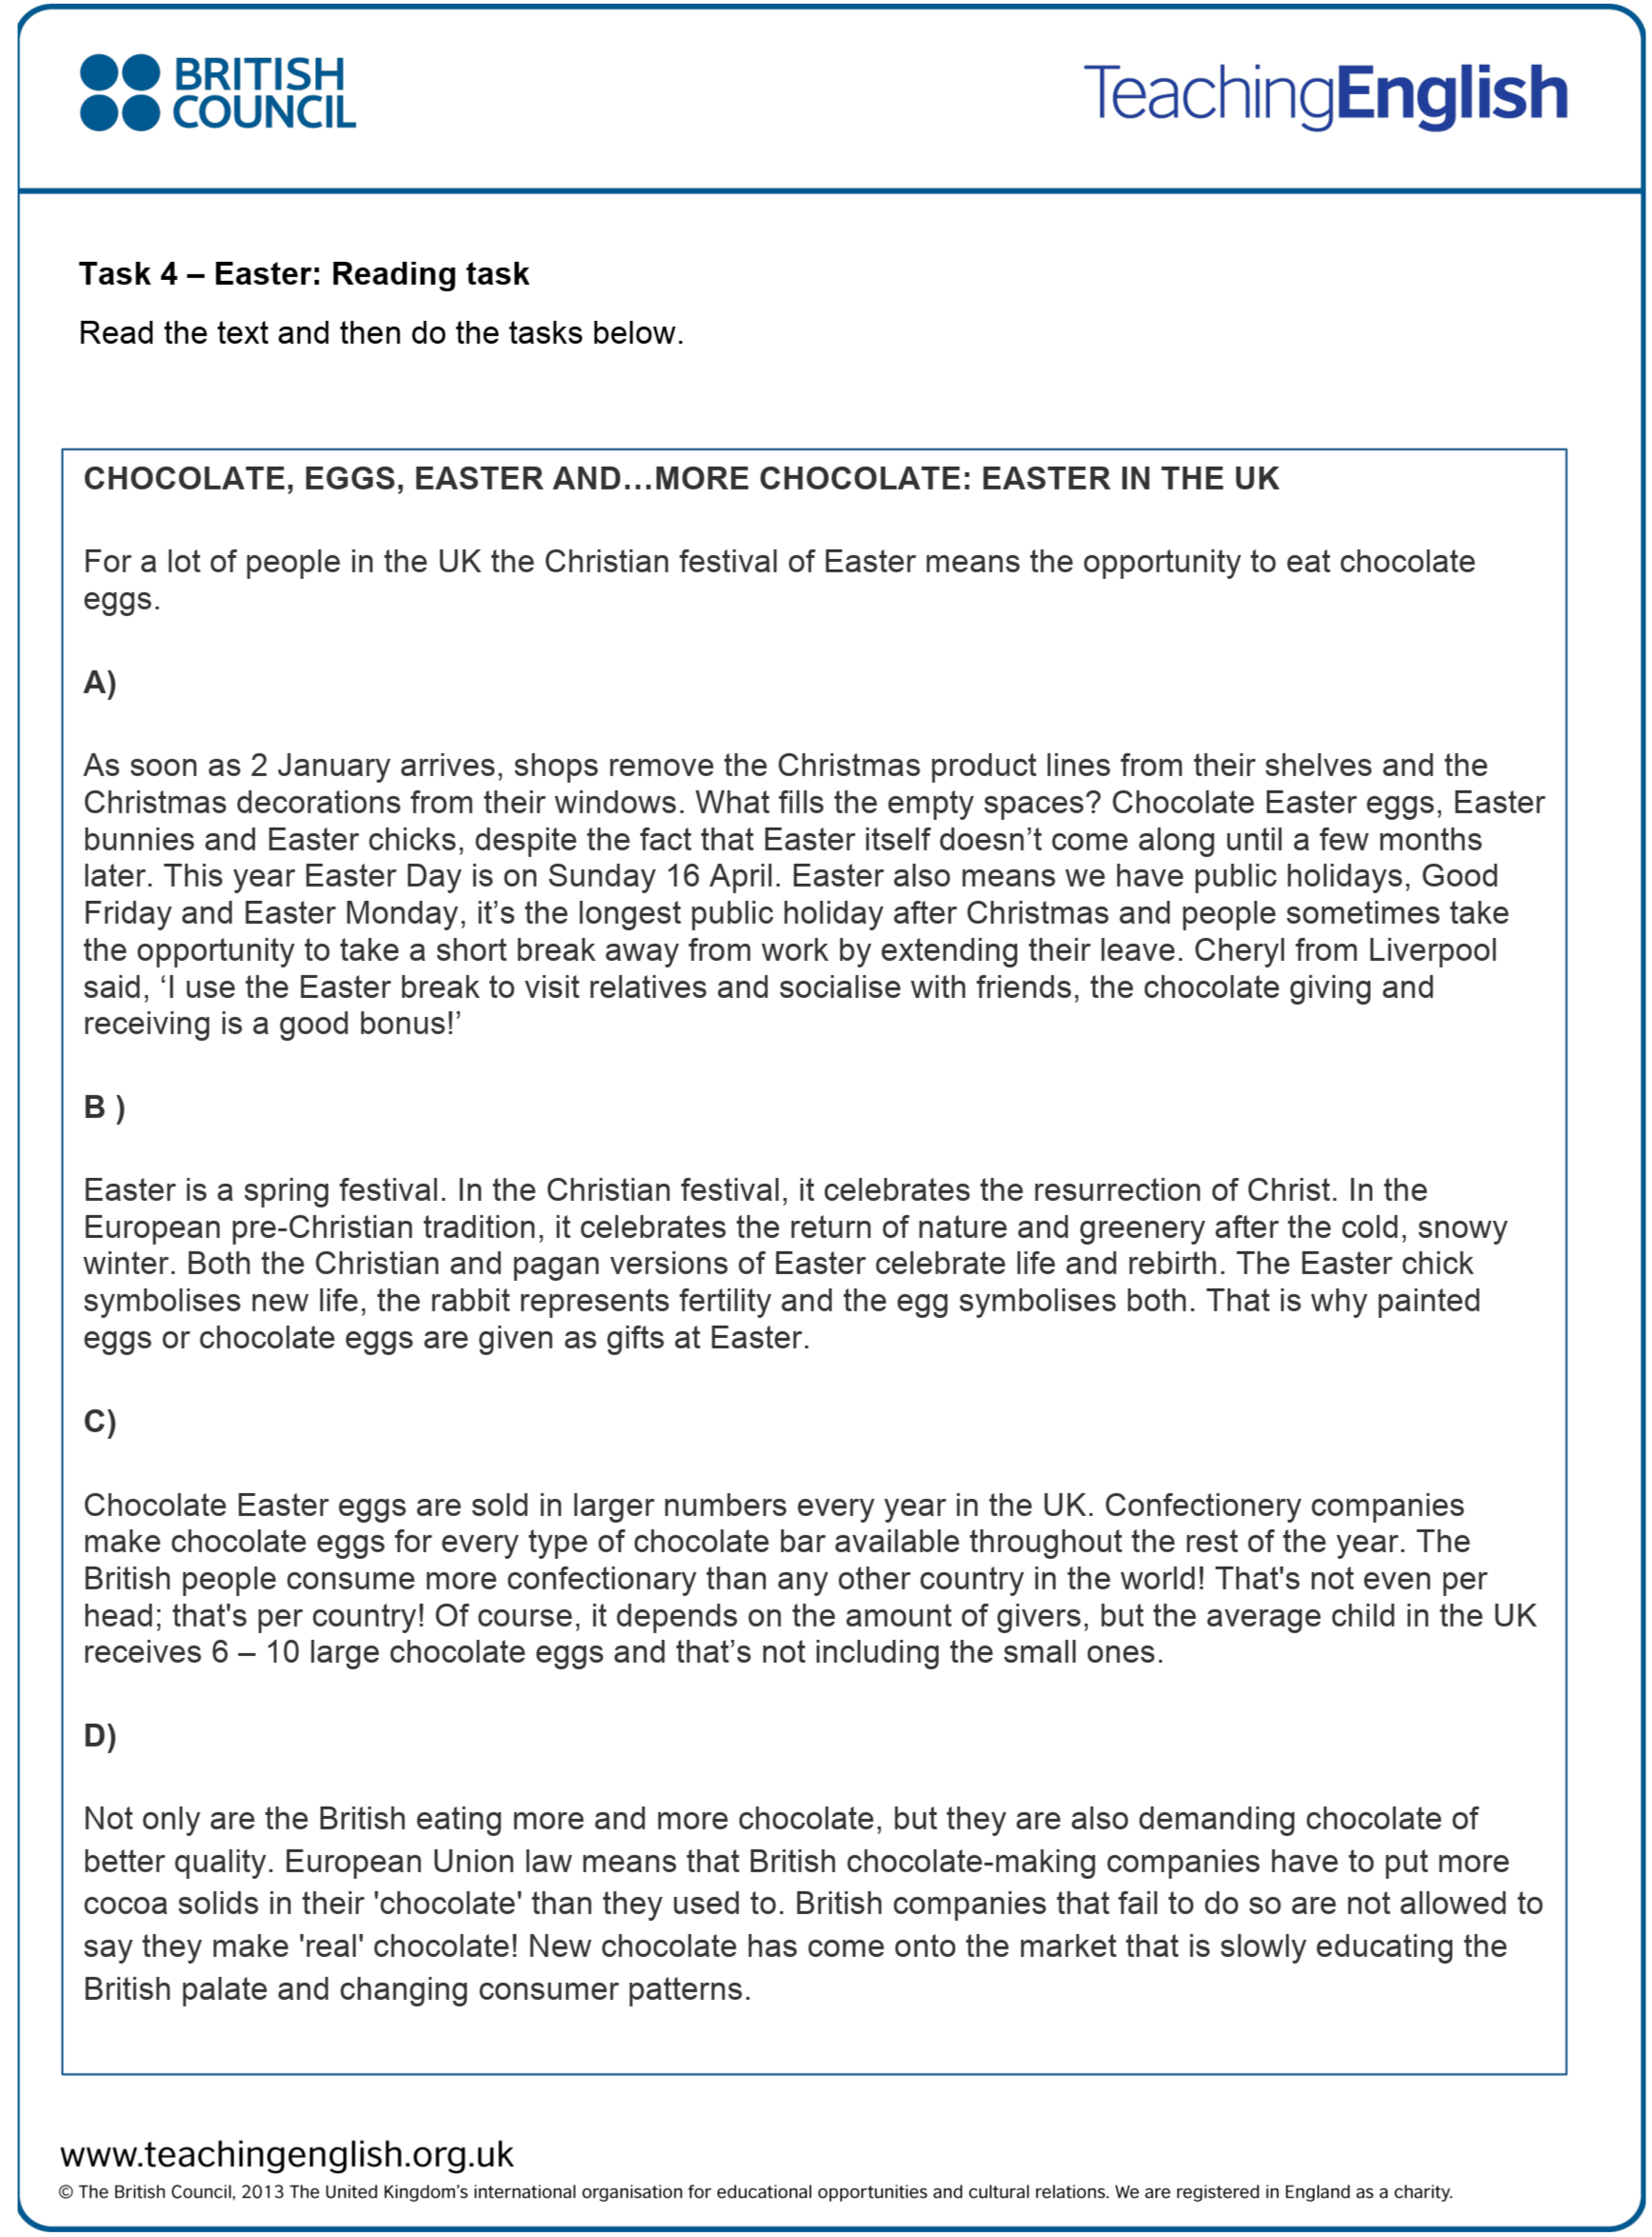 BRITISH
COUNCIL
TeachingEnglish
Task 4 – Easter: Reading task
Read the text and then do the tasks below.
CHOCOLATE, EGGS, EASTER AND…MORE CHOCOLATE: EASTER IN THE UK
For a lot of people in the UK the Christian festival of Easter means the opportunity to eat chocolate
eggs.
A)
As soon as 2 January arrives, shops remove the Christmas product lines from their shelves and the
Christmas decorations from their windows. What fills the empty spaces? Chocolate Easter eggs, Easter
bunnies and Easter chicks, despite the fact that Easter itself doesn’t come along until a few months
later. This year Easter Day is on Sunday 16 April. Easter also means we have public holidays, Good
Friday and Easter Monday, it’s the longest public holiday after Christmas and people sometimes take
the opportunity to take a short break away from work by extending their leave. Cheryl from Liverpool
said, ‘I use the Easter break to visit relatives and socialise with friends, the chocolate giving and
receiving is a good bonus!’
B )
Easter is a spring festival. In the Christian festival, it celebrates the resurrection of Christ. In the
European pre-Christian tradition, it celebrates the return of nature and greenery after the cold, snowy
winter. Both the Christian and pagan versions of Easter celebrate life and rebirth. The Easter chick
symbolises new life, the rabbit represents fertility and the egg symbolises both. That is why painted
eggs or chocolate eggs are given as gifts at Easter.
C)
Chocolate Easter eggs are sold in larger numbers every year in the UK. Confectionery companies
make chocolate eggs for every type of chocolate bar available throughout the rest of the year. The
British people consume more confectionary than any other country in the world! That's not even per
head; that's per country! Of course, it depends on the amount of givers, but the average child in the UK
receives 6 – 10 large chocolate eggs and that’s not including the small ones.
D)
Not only are the British eating more and more chocolate, but they are also demanding chocolate of
better quality. European Union law means that British chocolate-making companies have to put more
cocoa solids in their 'chocolate' than they used to. British companies that fail to do so are not allowed to
say they make 'real' chocolate! New chocolate has come onto the market that is slowly educating the
British palate and changing consumer patterns.
www.teachingenglish.org.uk
© The British Council, 2013 The United Kingdom’s international organisation for educational opportunities and cultural relations. We are registered in England as a charity.